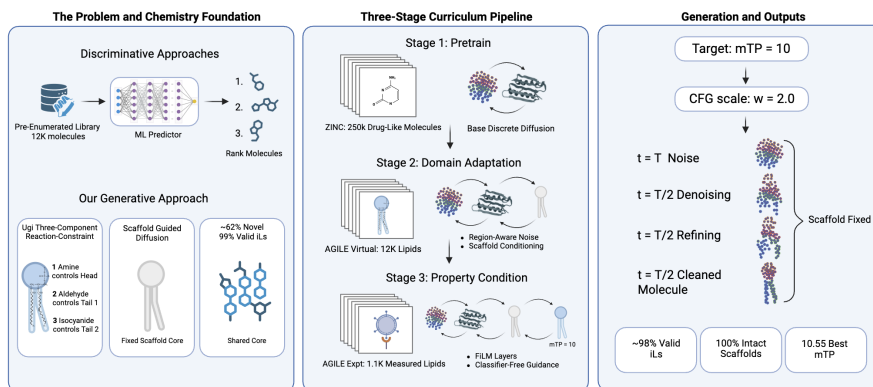 The Problem and Chemistry Foundation
Discriminative Approaches
Pre-Enumerated Library
12K molecules
ML Predictor
1.
2.
3.
Rank Molecules
Our Generative Approach
Ugi Three-Component
Reaction-Constraint
1 Amine
controls Head
2 Aldehyde
controls Tail 1
3 Isocyanide
controls Tail 2
Scaffold Guided
Diffusion
Fixed Scaffold Core
~62% Novel
99% Valid iLs
Shared Core
Three-Stage Curriculum Pipeline
Stage 1: Pretrain
ZINC: 250k Drug-Like Molecules
Base Discrete Diffusion
Stage 2: Domain Adaptation
AGILE Virtual: 12K Lipids
• Region-Aware Noise
• Scaffold Conditioning
Stage 3: Property Condition
AGILE Expt: 1.1K Measured Lipids
mTP = 10
• FiLM Layers
• Classifier-Free Guidance
Generation and Outputs
Target: mTP = 10
CFG scale: w = 2.0
t = T Noise
t = T/2 Denoising
t = T/2 Refining
t = T/2 Cleaned
Molecule
Scaffold Fixed
~98% Valid
iLs
100% Intact
Scaffolds
10.55 Best
mTP